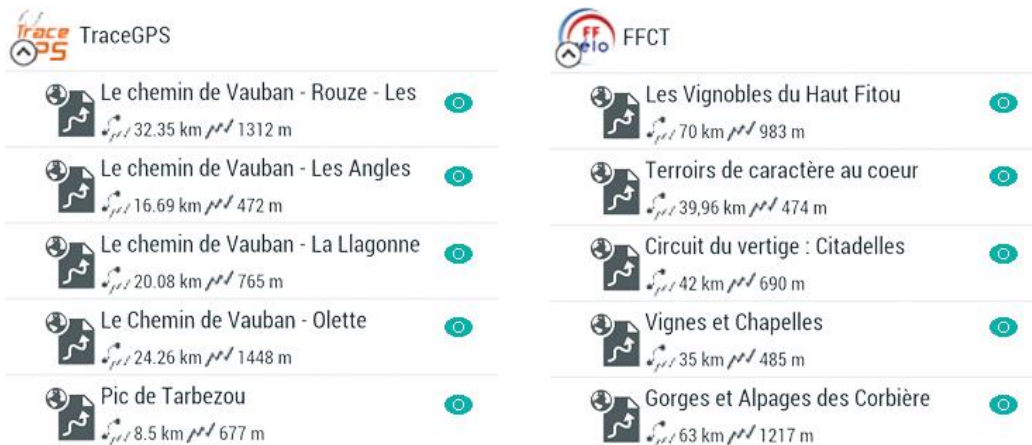 Trace
GPS
TraceGPS
Le chemin de Vauban - Rouze - Les
32.35 km 1312 m
Le chemin de Vauban - Les Angles
16.69 km 472 m
Le chemin de Vauban - La Llagonne
20.08 km 765 m
Le Chemin de Vauban - Olette
24.26 km 1448 m
Pic de Tarbezou
8.5 km 677 m
FF
élo
FFCT
Les Vignobles du Haut Fitou
70 km 983 m
Terroirs de caractère au coeur
39,96 km 474 m
Circuit du vertige : Citadelles
42 km 690 m
Vignes et Chapelles
35 km 485 m
Gorges et Alpages des Corbière
63 km 1217 m